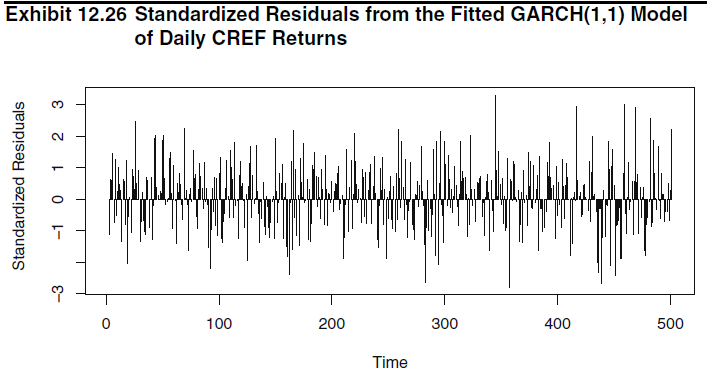 Exhibit 12.26 Standardized Residuals from the Fitted GARCH(1,1) Model
of Daily CREF Returns
Standardized Residuals
3
2
1
0
−1
−3
0 100 200 300 400 500
Time